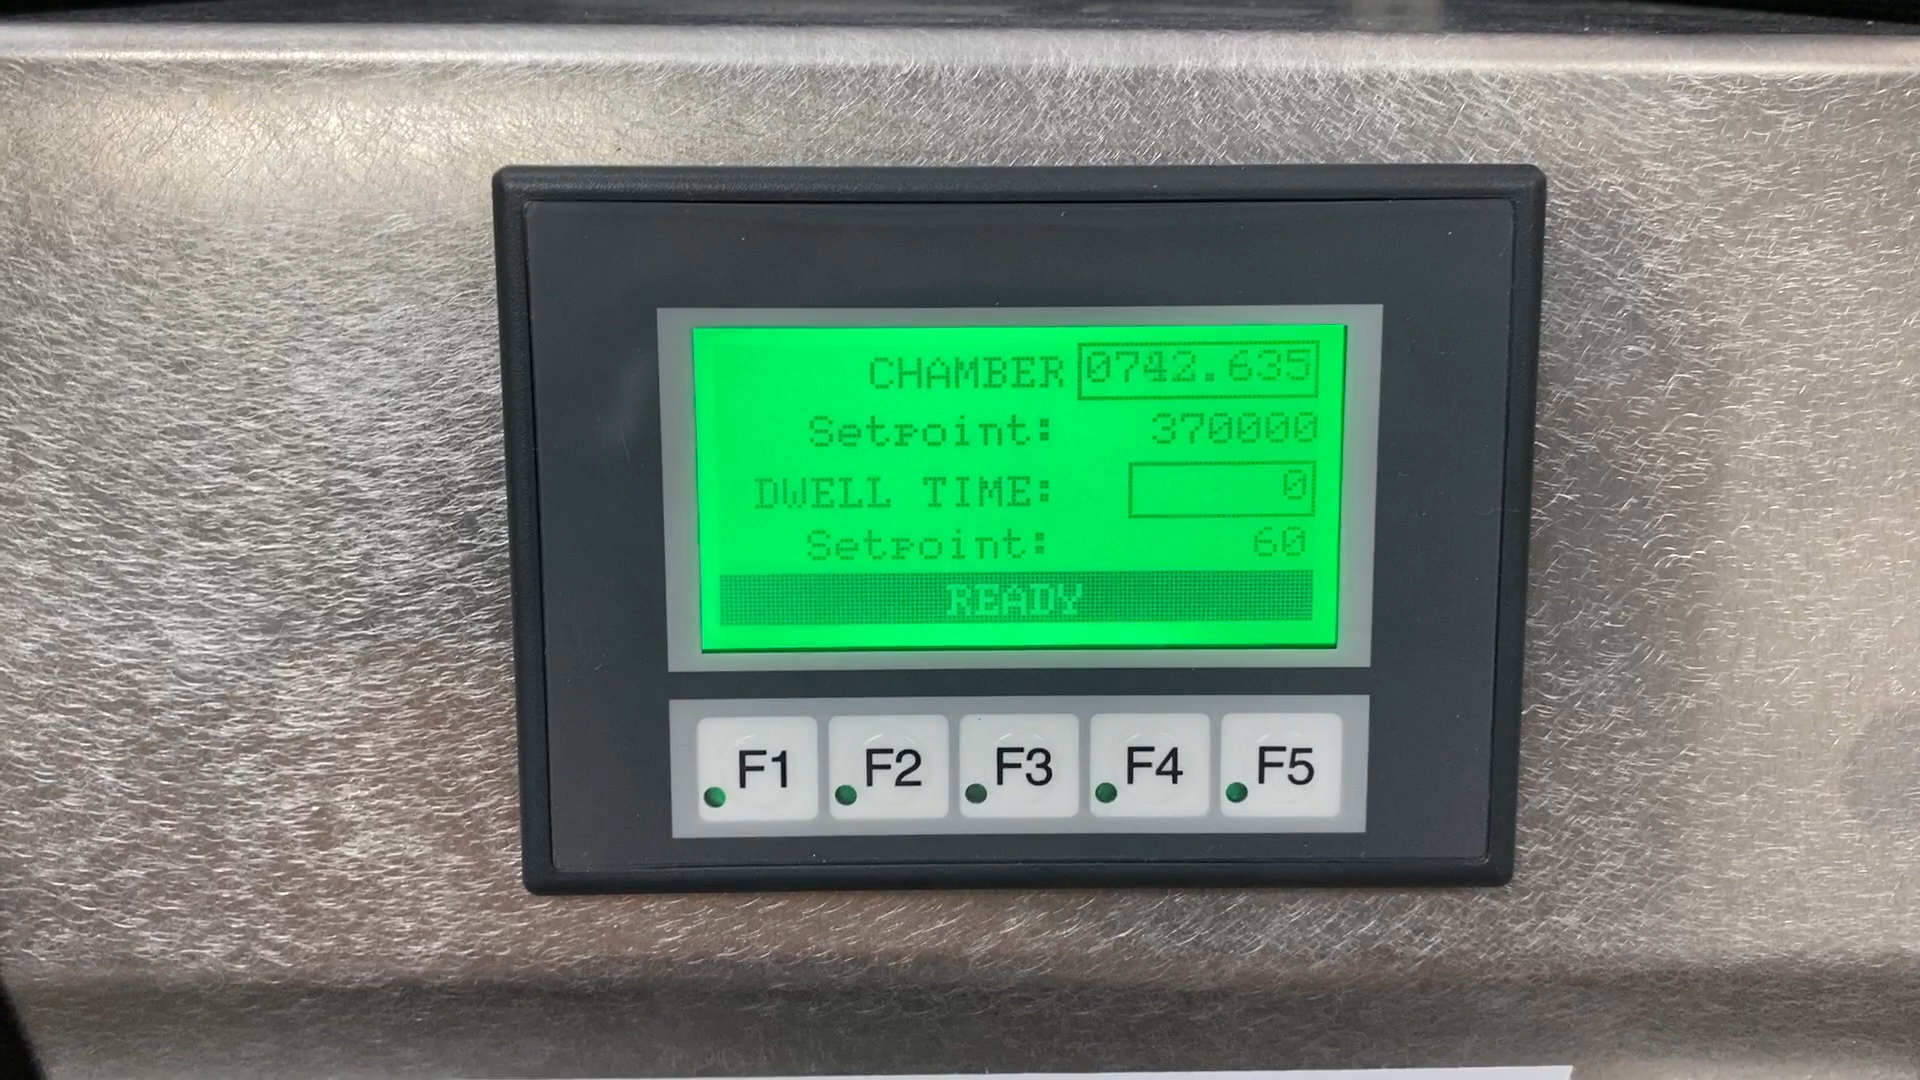 CHAMBER 0742.635
Setpoint: 370000
DWELL TIME: 0
Setpoint: 60
READY
F1 F2 F3 F4 F5